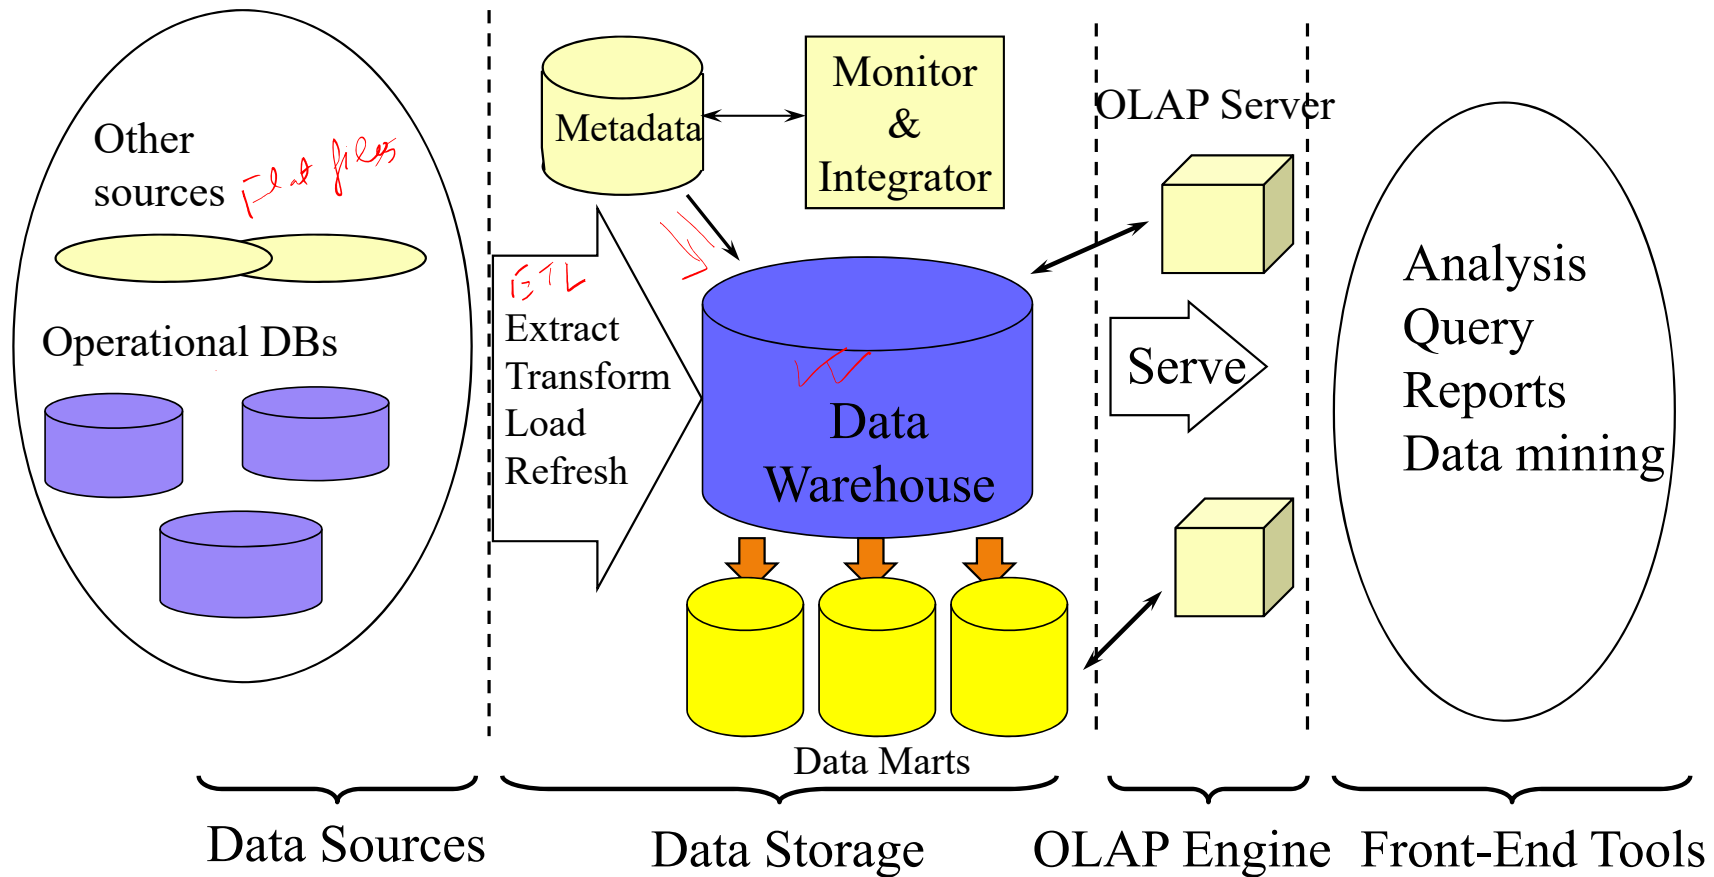 Other
sources
Flat files
Operational DBs
Metadata
Monitor
&
Integrator
ETL
Extract
Transform
Load
Refresh
Data
Warehouse
Data Marts
OLAP Server
Serve
Analysis
Query
Reports
Data mining
Data Sources
Data Storage
OLAP Engine
Front-End Tools